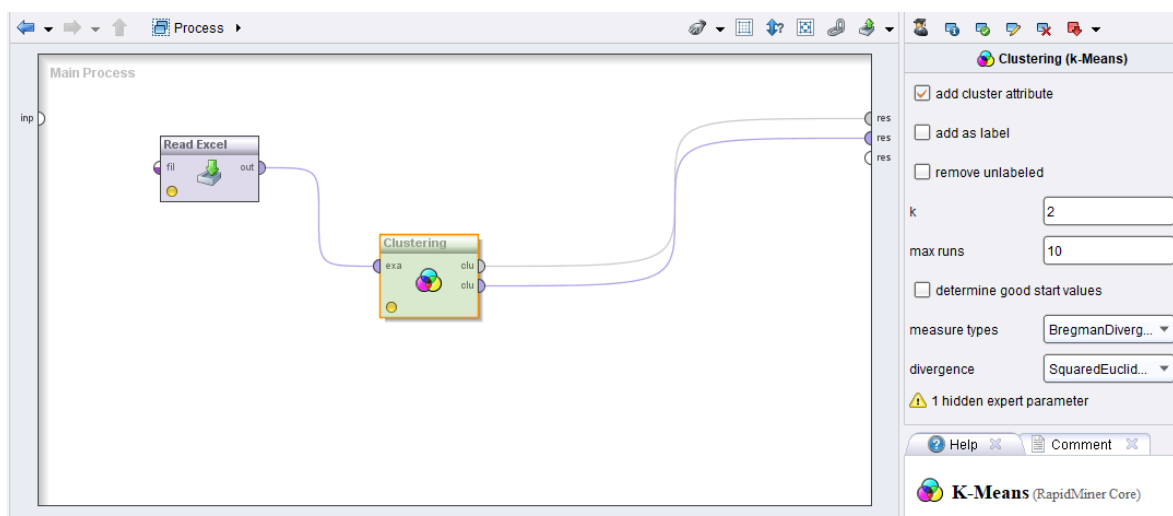 Process
Main Process
inp
Read Excel
fil
out
Clustering
exa
clu
clu
res
res
res
Clustering (k-Means)
add cluster attribute
add as label
remove unlabeled
k
2
max runs
10
determine good start values
measure types
BregmanDiverg...
divergence
SquaredEuclid...
1 hidden expert parameter
Help
Comment
K-Means (RapidMiner Core)